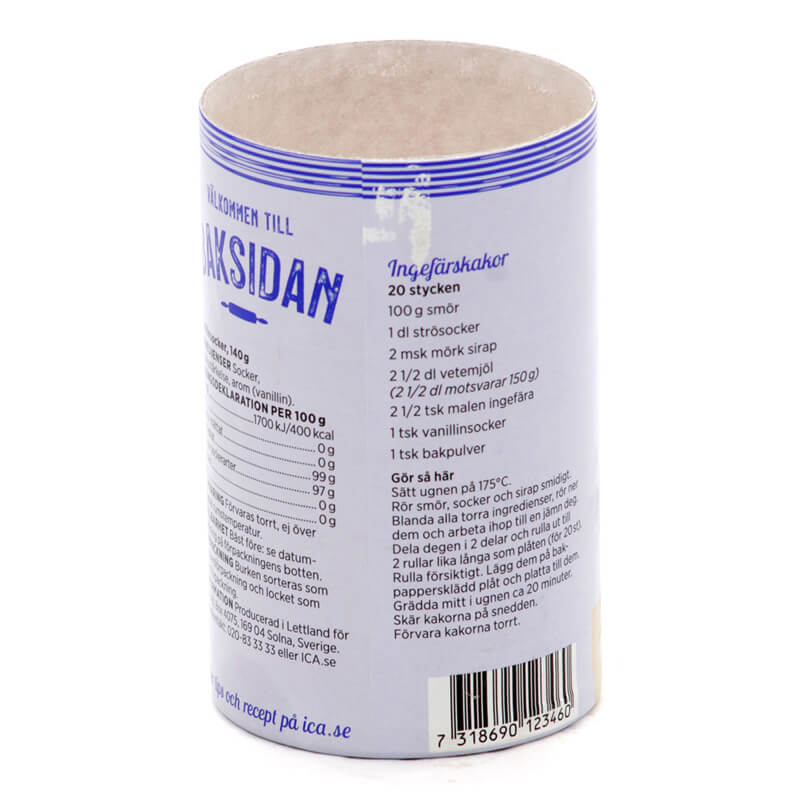 VÄLKOMMEN TILL
BAKSIDAN
socker, 140g
Socker,
arom (vanillin).
DEKLARATION PER 100 g
1700 kJ/400 kcal
0 g
0 g
99 g
97 g
0 g
0 g
Förvaras torrt, ej över
Bäst före: se datum-
på förpackningens botten.
Burken sorteras som
förpackning och locket som
Producerad i Lettland för
4075, 169 04 Solna, Sverige.
020-83 33 33 eller ICA.se
tips och recept på ica.se
Ingefärskakor
20 stycken
100 g smör
1 dl strösocker
2 msk mörk sirap
2 1/2 dl vetemjöl
(2 1/2 dl motsvarar 150 g)
2 1/2 tsk malen ingefära
1 tsk vanillinsocker
1 tsk bakpulver
Gör så här
Sätt ugnen på 175°C.
Rör smör, socker och sirap smidigt.
Blanda alla torra ingredienser, rör ner
dem och arbeta ihop till en jämn deg.
Dela degen i 2 delar och rulla ut till
2 rullar lika långa som plåten (för 20 st).
Rulla försiktigt. Lägg dem på bak-
pappersklädd plåt och platta till dem.
Grädda mitt i ugnen ca 20 minuter.
Skär kakorna på snedden.
Förvara kakorna torrt.
7 318690 123460